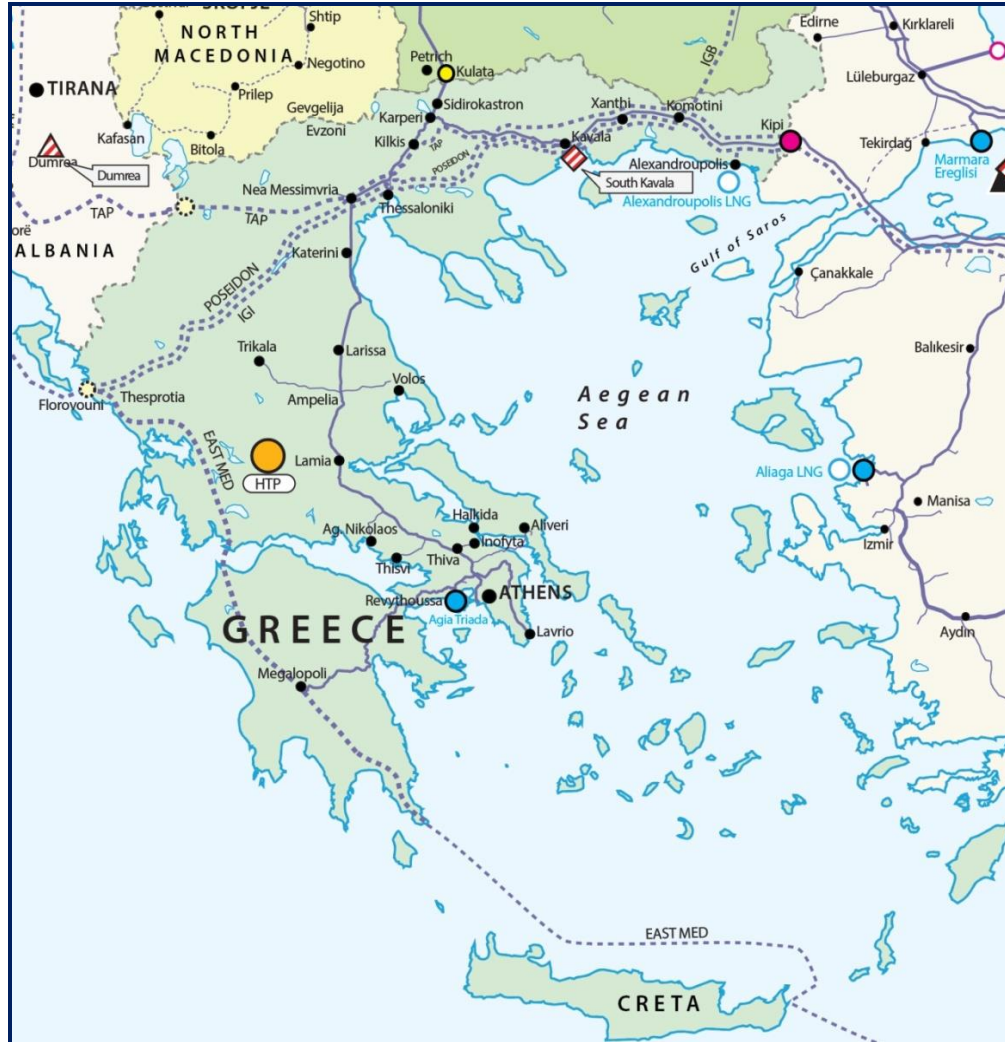 SKOPJE
Shtip
NORTH
MACEDONIA
Negotino
Prilep
Gevgelija
Kafasan
Bitola
Evzoni
TIRANA
Dumrea
Dumrea
TAP
ALBANIA
Petrich
Kulata
Sidirokastron
Karperi
Kilkis
TAP
POSEIDON
Xanthi
Komotini
IGB
Kavala
South Kavala
Kipi
Alexandroupolis
Alexandroupolis LNG
Edirne
Kırklareli
Lüleburgaz
Tekirdağ
Marmara
Ereglisi
Gulf of Saros
Çanakkale
Nea Messimvria
TAP
Thessaloniki
Katerini
POSEIDON
IGI
Trikala
Larissa
Volos
Ampelia
Florovouni
Thesprotia
EAST MED
HTP
Lamia
Aegean
Sea
Balıkesir
Aliaga LNG
Manisa
Izmir
Aydın
Ag. Nikolaos
Halkida
Aliveri
Inofyta
Thiva
Thisvi
Revythoussa
Agia Triada
ATHENS
Lavrio
GREECE
Megalopoli
EAST MED
CRETA